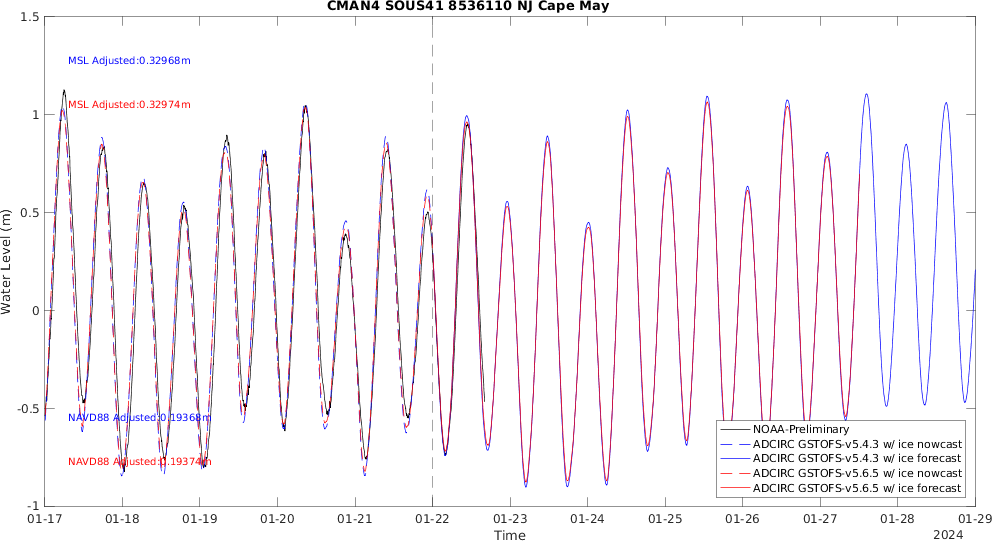 CMAN4 SOUS41 8536110 NJ Cape May
1.5
1
0.5
0
-0.5
-1
Water Level (m)
MSL Adjusted:0.32968m
MSL Adjusted:0.32974m
NAVD88 Adjusted:0.19368m
NAVD88 Adjusted:0.19374m
NOAA-Preliminary
ADCIRC GSTOFS-v5.4.3 w/ ice nowcast
ADCIRC GSTOFS-v5.4.3 w/ ice forecast
ADCIRC GSTOFS-v5.6.5 w/ ice nowcast
ADCIRC GSTOFS-v5.6.5 w/ ice forecast
01-17 01-18 01-19 01-20 01-21 01-22 01-23 01-24 01-25 01-26 01-27 01-28 01-29
Time
2024